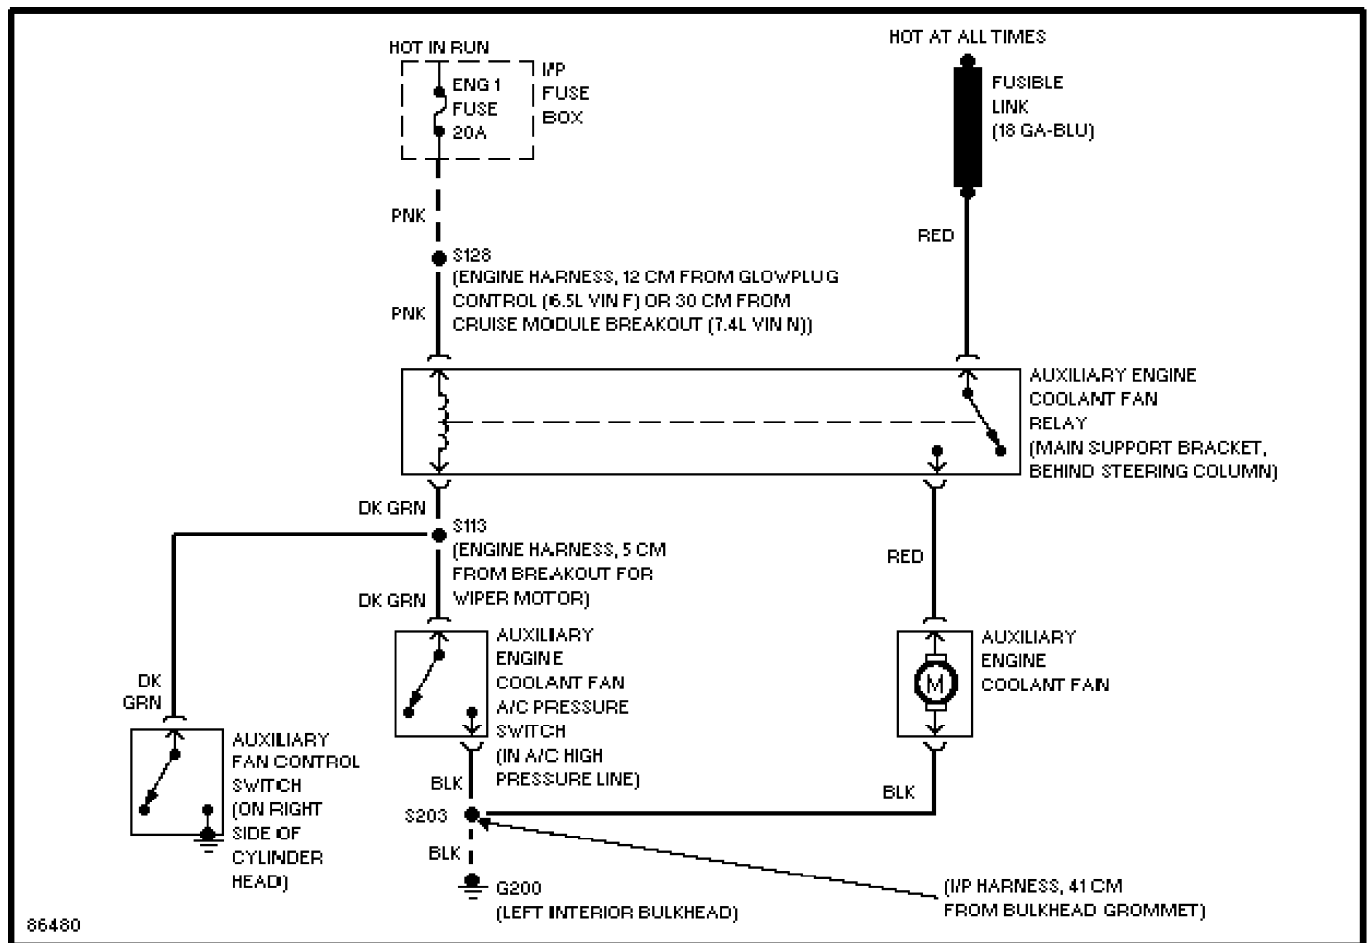 HOT IN RUN
ENG 1
FUSE
20A
I/P
FUSE
BOX
HOT AT ALL TIMES
FUSIBLE
LINK
(18 GA-BLU)
PNK
RED
S128
(ENGINE HARNESS, 12 CM FROM GLOWPLUG
CONTROL (6.5L VIN F) OR 30 CM FROM
CRUISE MODULE BREAKOUT (7.4L VIN N))
PNK
AUXILIARY ENGINE
COOLANT FAN
RELAY
(MAIN SUPPORT BRACKET,
BEHIND STEERING COLUMN)
DK GRN
S113
(ENGINE HARNESS, 5 CM
FROM BREAKOUT FOR
WIPER MOTOR)
RED
DK GRN
AUXILIARY
ENGINE
COOLANT FAN
A/C PRESSURE
SWITCH
(IN A/C HIGH
PRESSURE LINE)
M
AUXILIARY
ENGINE
COOLANT FAN
DK
GRN
AUXILIARY
FAN CONTROL
SWITCH
(ON RIGHT
SIDE OF
CYLINDER
HEAD)
BLK
BLK
S203
BLK
G200
(LEFT INTERIOR BULKHEAD)
(I/P HARNESS, 41 CM
FROM BULKHEAD GROMMET)
86480